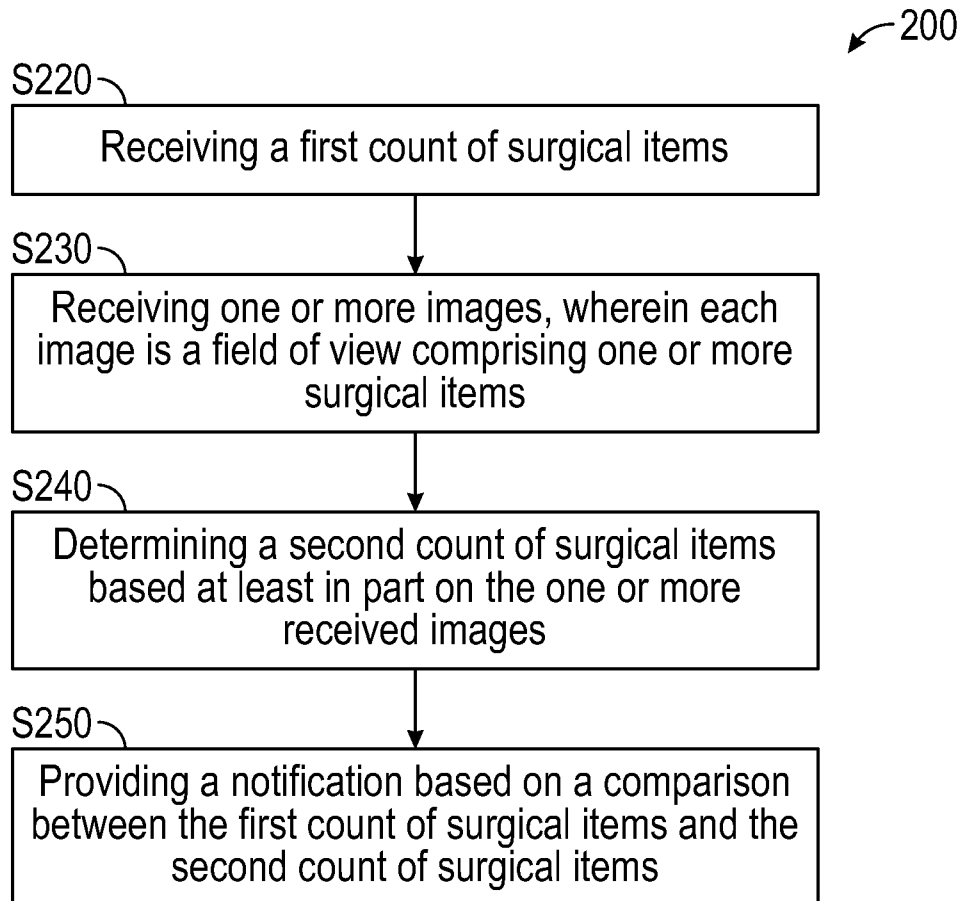 200
S220
Receiving a first count of surgical items
S230
Receiving one or more images, wherein each
image is a field of view comprising one or more
surgical items
S240
Determining a second count of surgical items
based at least in part on the one or more
received images
S250
Providing a notification based on a comparison
between the first count of surgical items and the
second count of surgical items